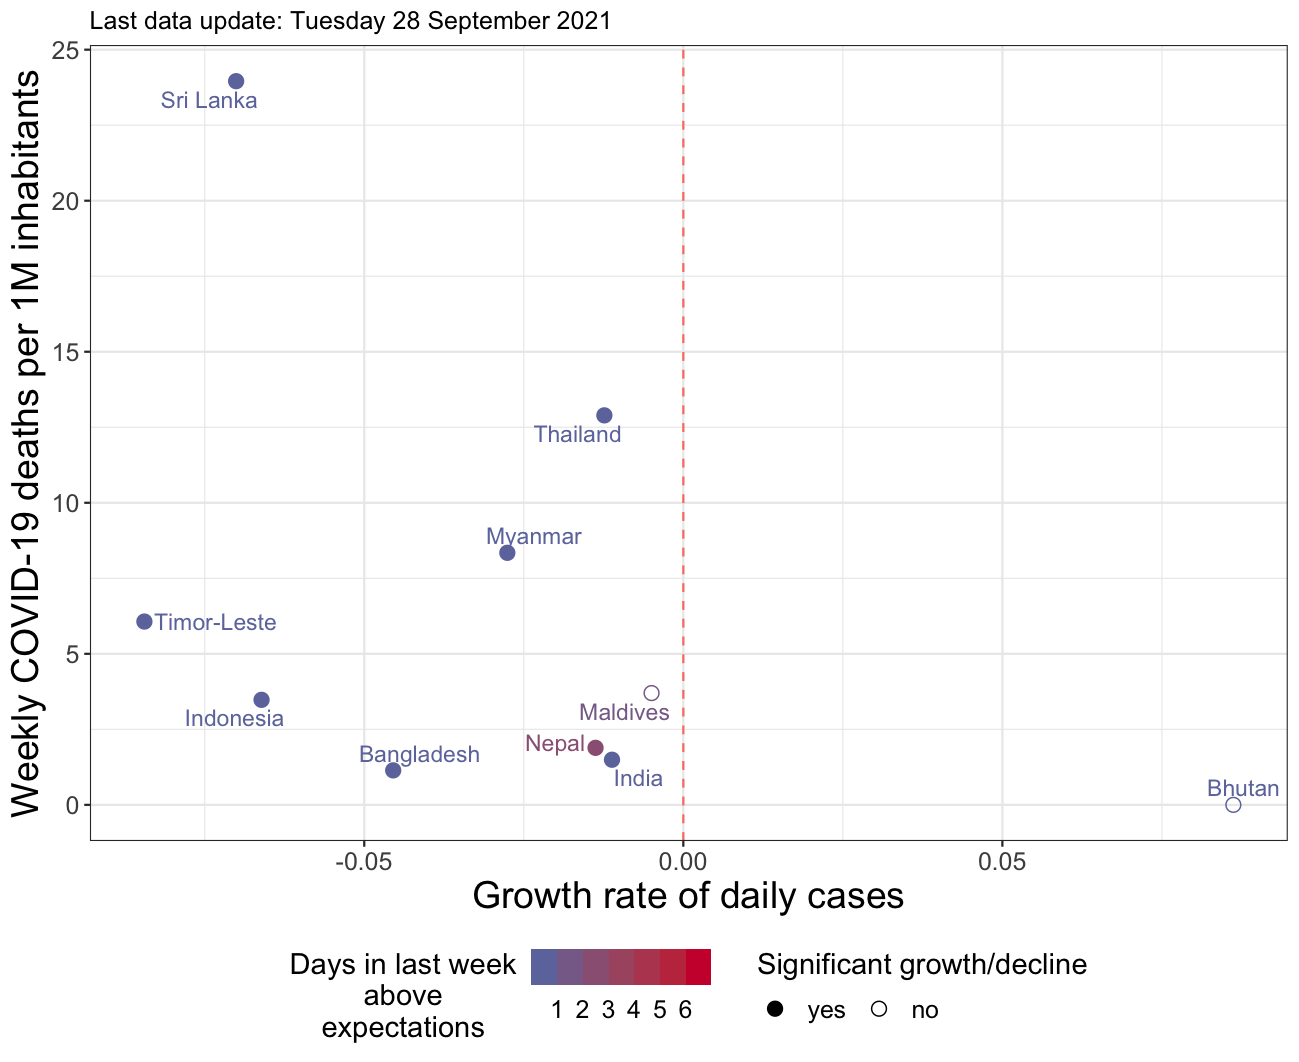 Last data update: Tuesday 28 September 2021
Weekly COVID-19 deaths per 1M inhabitants
25
20
15
10
5
0
Sri Lanka
Thailand
Myanmar
Timor-Leste
Indonesia
Maldives
Nepal
Bangladesh
India
Bhutan
-0.05
0.00
0.05
Growth rate of daily cases
Days in last week
above
expectations
1 2 3 4 5 6
Significant growth/decline
yes no